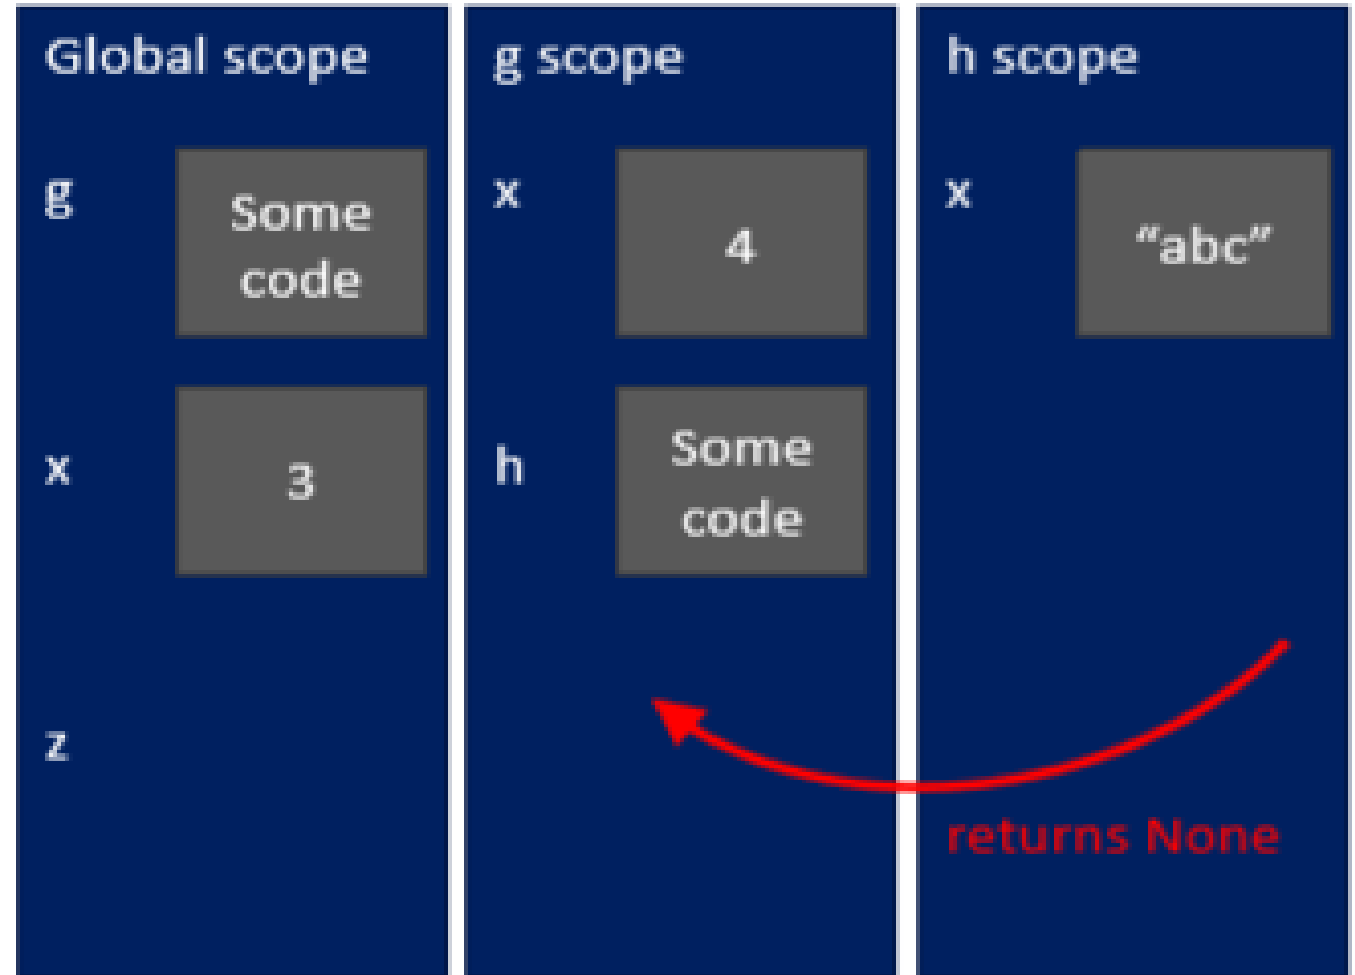 Global scope
g
Some
code
x
3
z
g scope
x
4
h
Some
code
h scope
x
“abc”
returns None